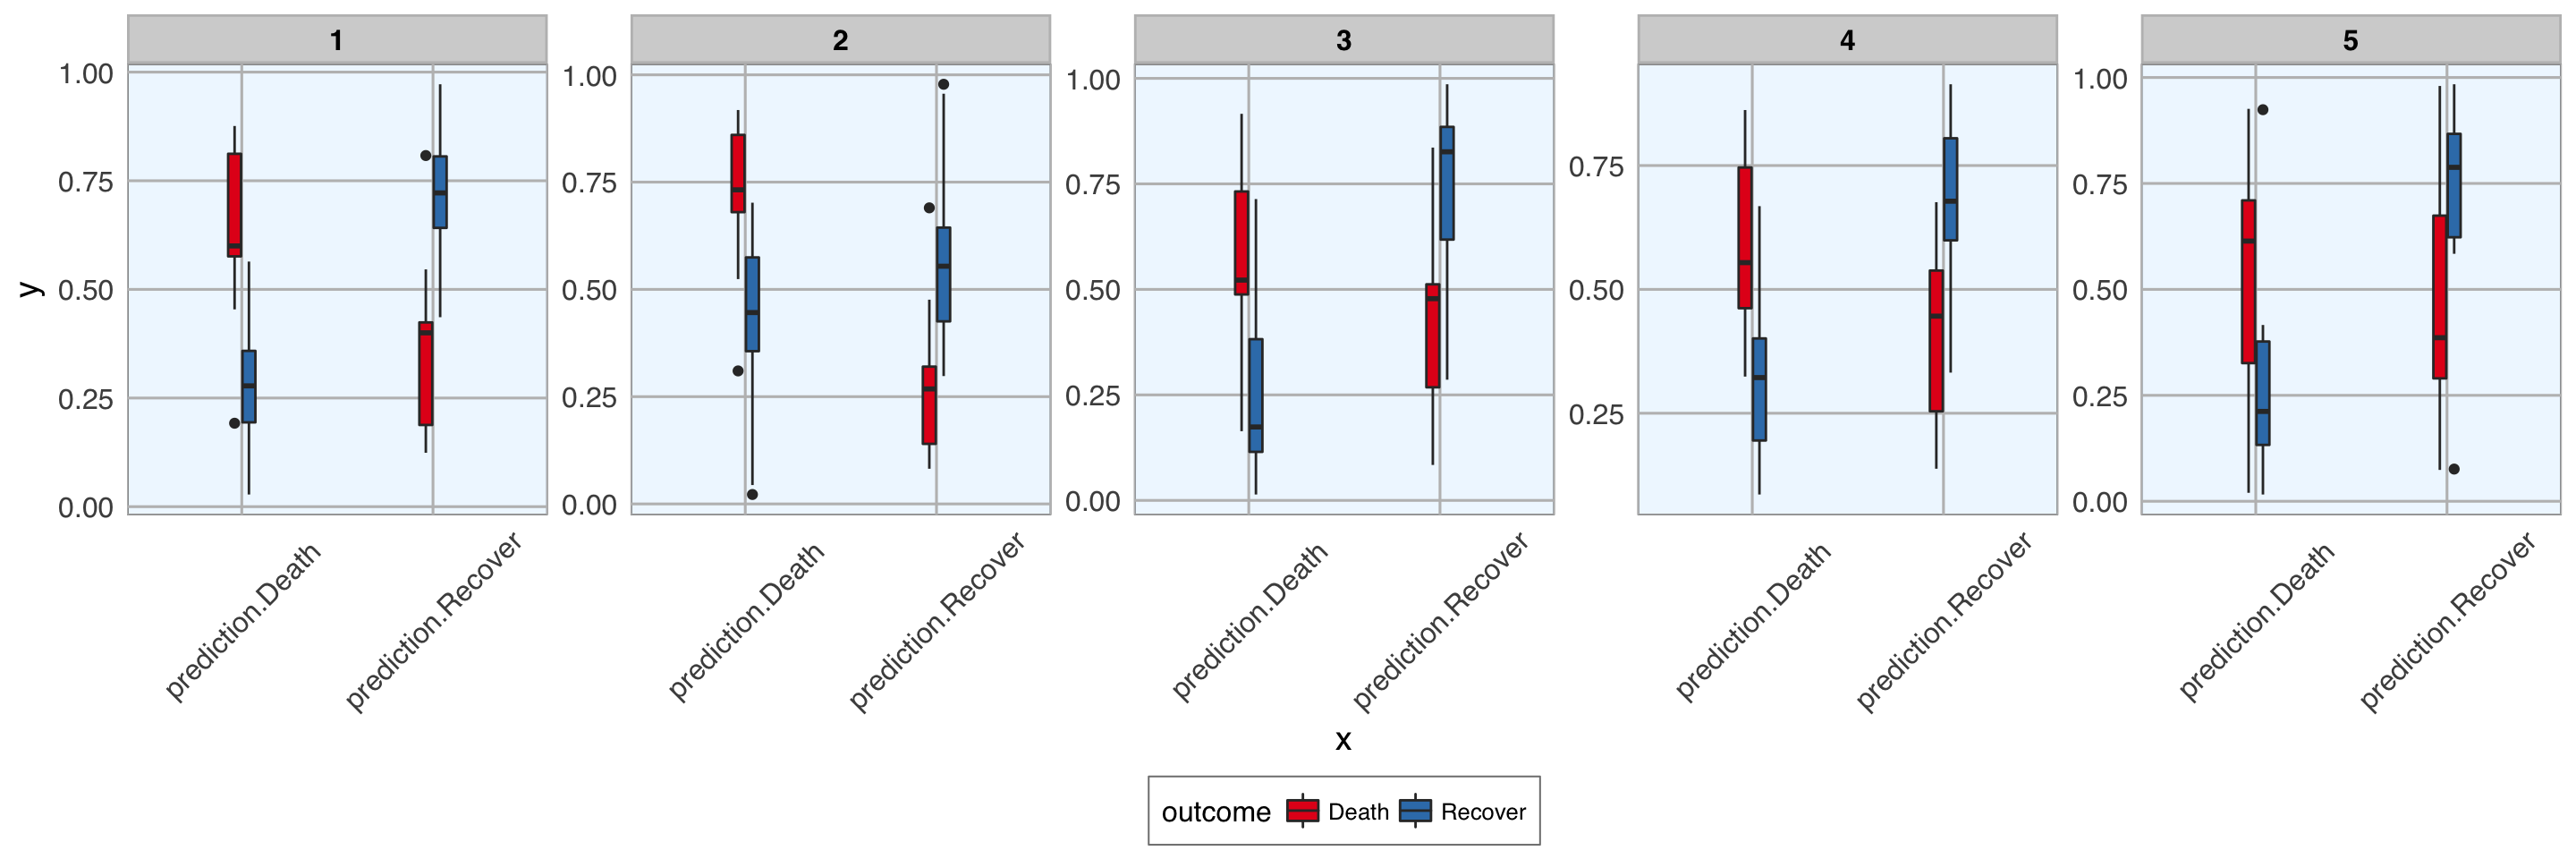 1 2 3 4 5
1.00 1.00 1.00 1.00
0.75 0.75 0.75 0.75 0.75
y 0.50 0.50 0.50 0.50 0.50
0.25 0.25 0.25 0.25 0.25
0.00 0.00 0.00 0.00
prediction.Death prediction.Recover prediction.Death prediction.Recover prediction.Death prediction.Recover prediction.Death prediction.Recover prediction.Death prediction.Recover
x
outcome Death Recover